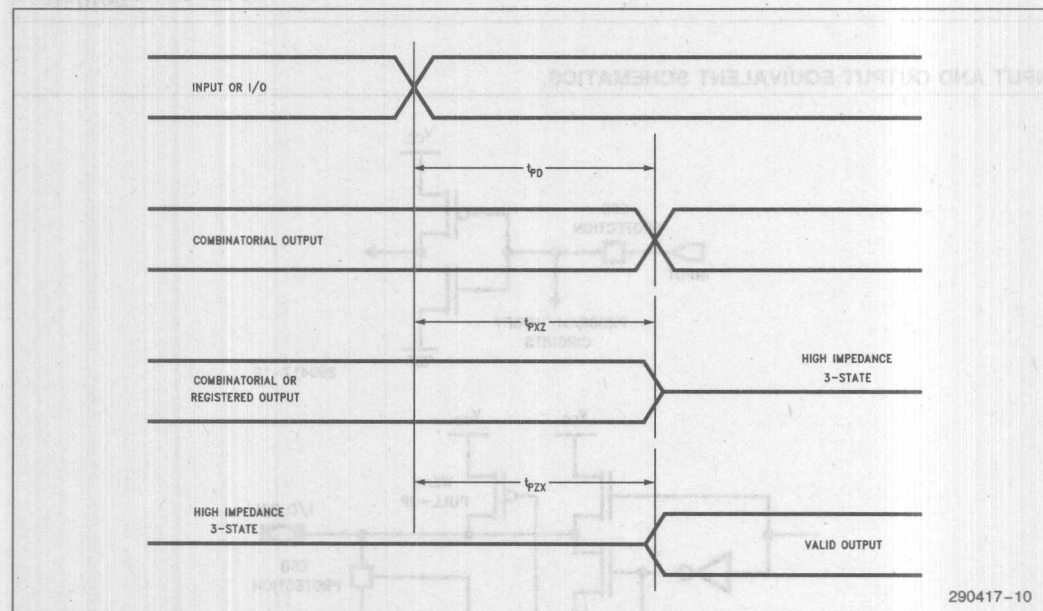 INPUT OR I/O
tPD
COMBINATORIAL OUTPUT
tPXZ
COMBINATORIAL OR
REGISTERED OUTPUT
HIGH IMPEDANCE
3-STATE
tPZX
HIGH IMPEDANCE
3-STATE
VALID OUTPUT
290417-10